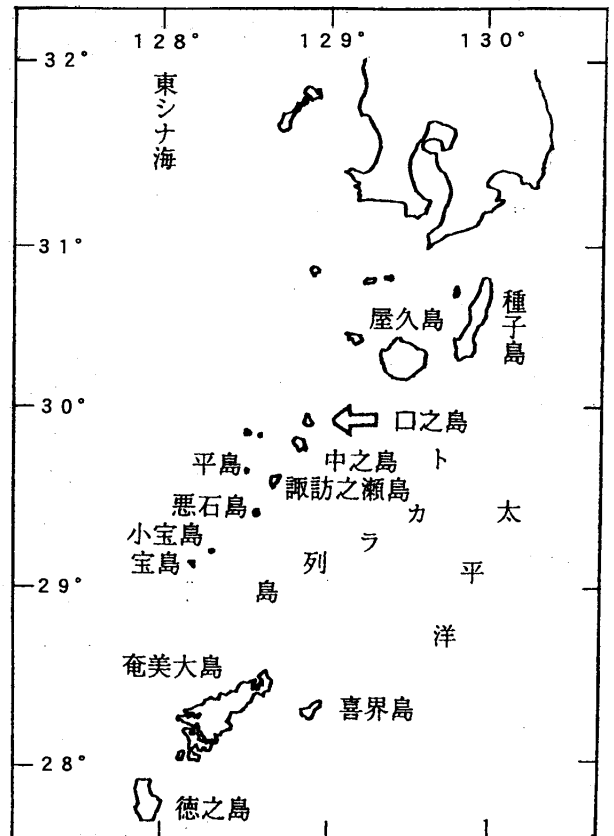 128°
129°
130°
32°
東シナ海
31°
屋久島
種子島
30°
口之島
平島
中之島
諏訪之瀬島
悪石島
小宝島
宝島
トカラ列島
太平洋
29°
奄美大島
喜界島
28°
徳之島
128
129
130